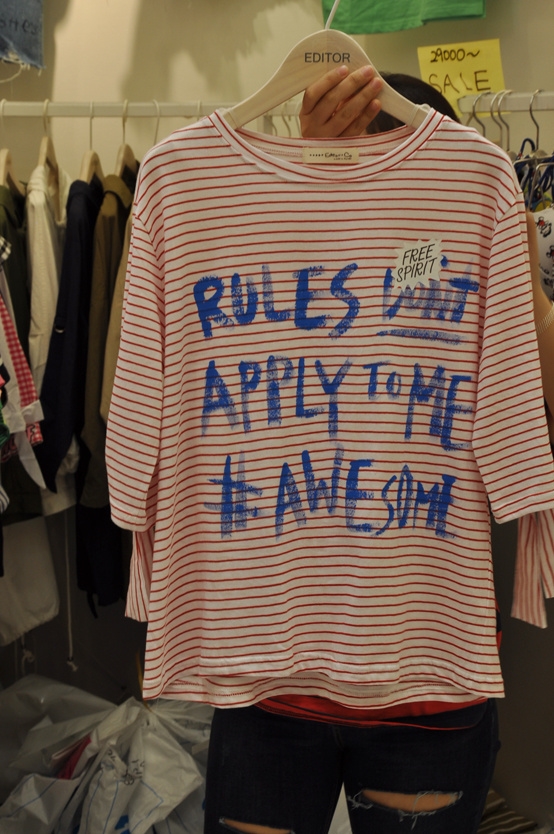 EDITOR
29000~
SALE
FREE
SPIRIT
RULES Don't
APPLY TO ME
#AWESOME